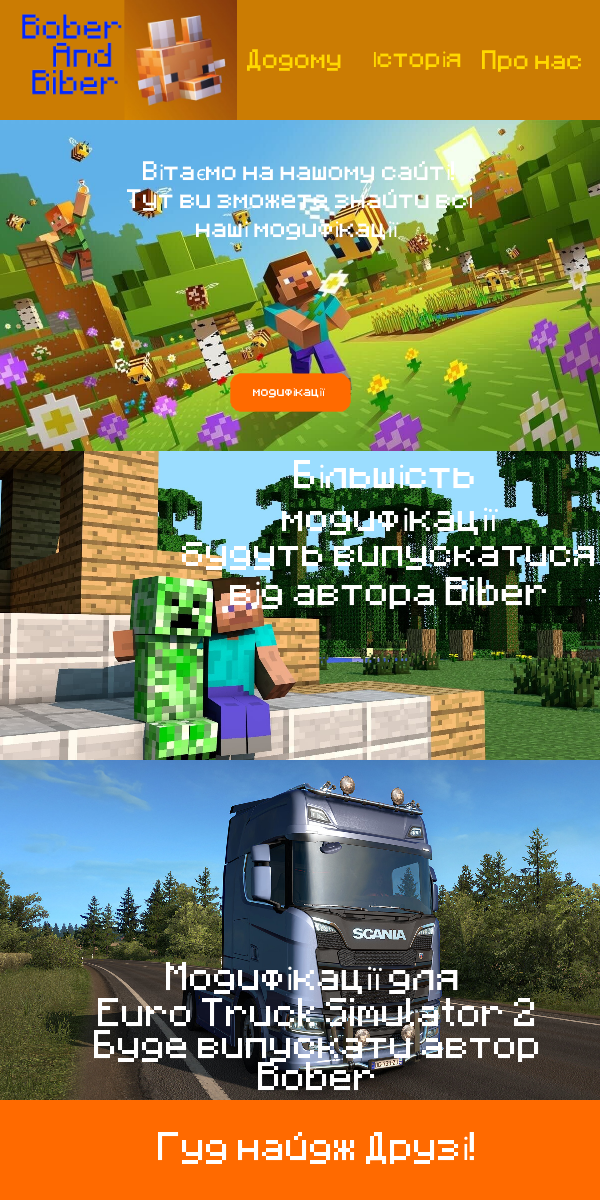 Bober
And
Biber
Додому
Історія
Про нас
Вітаємо на нашому сайті!
Тут ви зможете знайти всі
наші модифікації
модифікації
Більшість
модифікації
будуть випускатися
від автора Biber
SCANIA
Модифікації для
Euro Truck Simulator 2
Буде випускати автор
Bober
Гуд найдж Друзі!